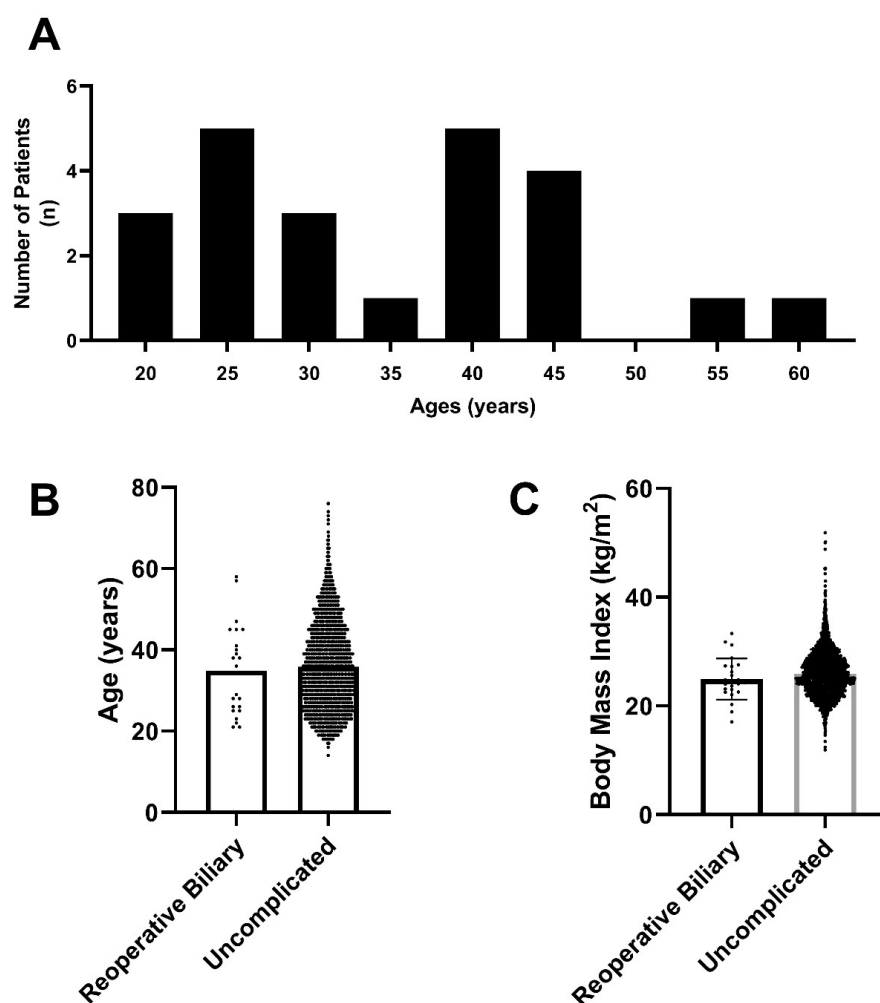 A
Number of Patients
(n)
6
4
2
0
20 25 30 35 40 45 50 55 60
Ages (years)
B
Age (years)
80
60
40
20
0
Reoperative Biliary
Uncomplicated
C
Body Mass Index (kg/m²)
60
40
20
0
Reoperative Biliary
Uncomplicated